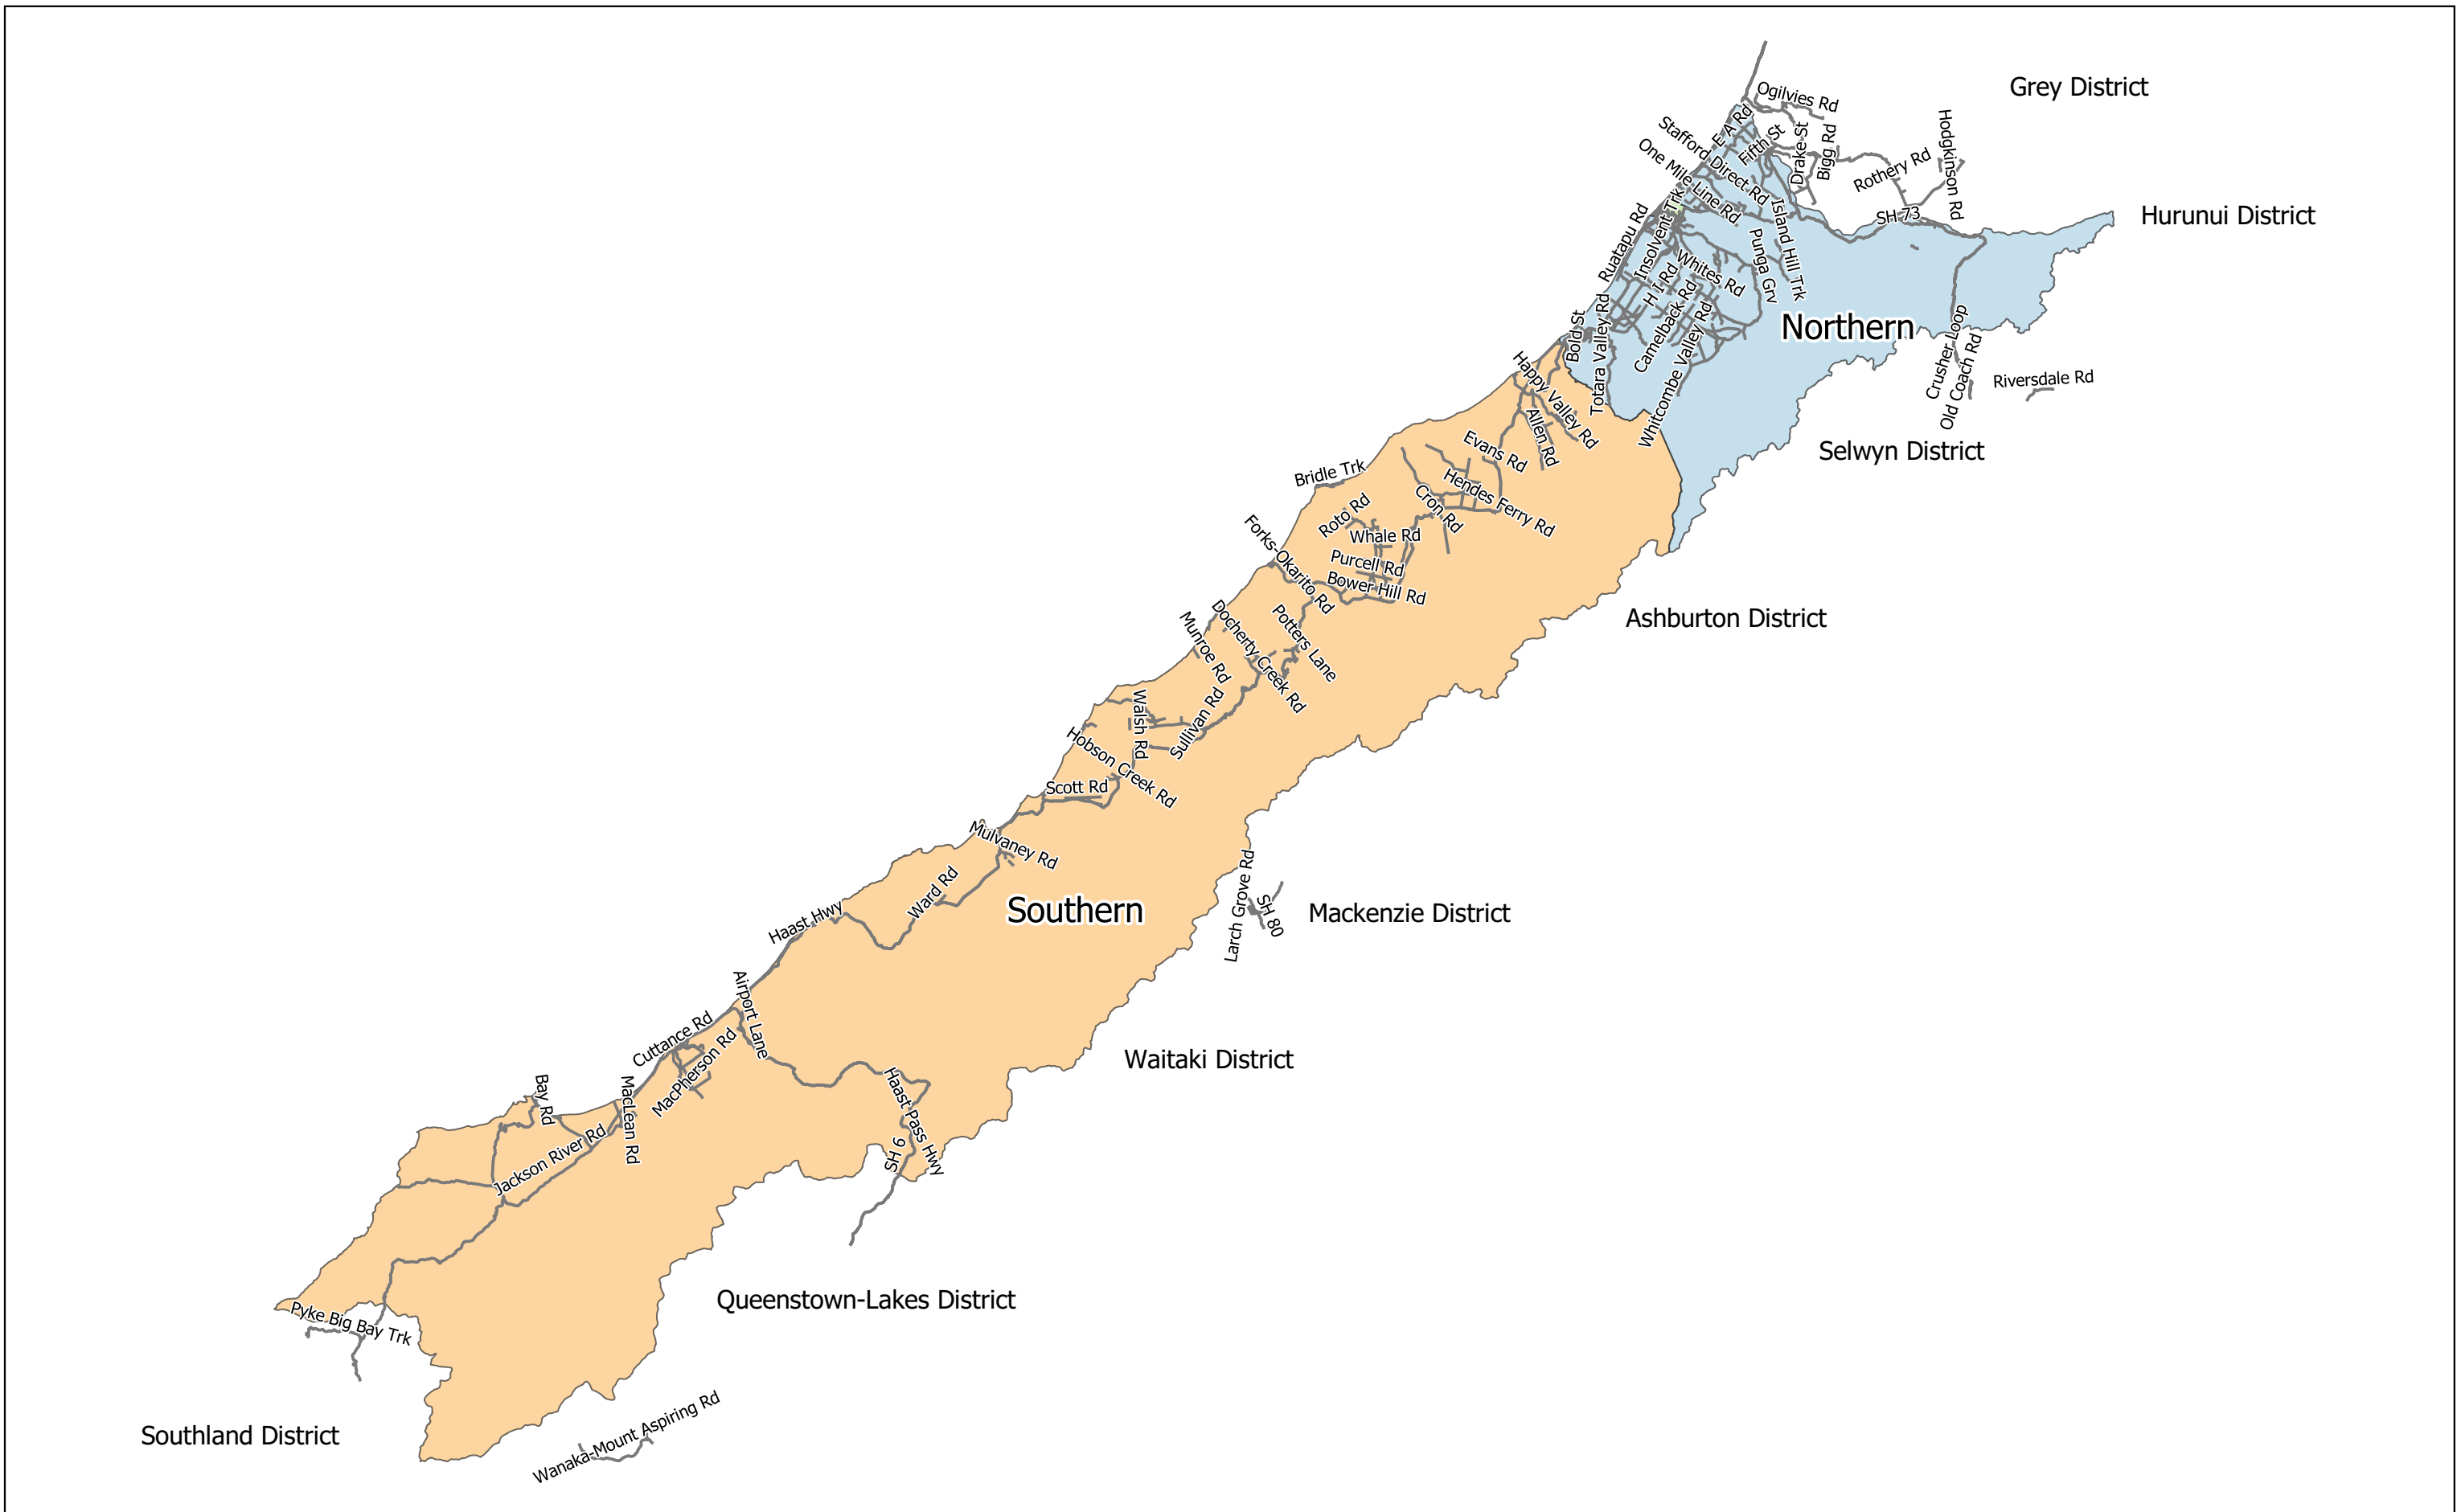 Grey District
Ogilvies Rd
E A Rd
Fifth St
Drake St
Bigg Rd
Hodgkinson Rd
Rothery Rd
Stafford Direct Rd
One Mile Line Rd
SH 73
Hurunui District
Island Hill Trk
Insolvent Trk
Ruatapu Rd
Punga Grv
Whites Rd
H I Rd
Camelback Rd
Northern
Bold St
Totara Valley Rd
Whitcombe Valley Rd
Crusher Loop
Old Coach Rd
Riversdale Rd
Happy Valley Rd
Allen Rd
Selwyn District
Evans Rd
Bridle Trk
Hendes Ferry Rd
Cron Rd
Roto Rd
Whale Rd
Forks-Okarito Rd
Purcell Rd
Bower Hill Rd
Ashburton District
Docherty Creek Rd
Potters Lane
Munroe Rd
Walsh Rd
Sullivan Rd
Hobson Creek Rd
Scott Rd
Mulvaney Rd
Ward Rd
Southern
Larch Grove Rd
SH 80
Mackenzie District
Haast Hwy
Airport Lane
Cuttance Rd
MacPherson Rd
Waitaki District
Bay Rd
MacLean Rd
Haast Pass Hwy
SH 6
Jackson River Rd
Queenstown-Lakes District
Pyke Big Bay Trk
Southland District
Wanaka-Mount Aspiring Rd